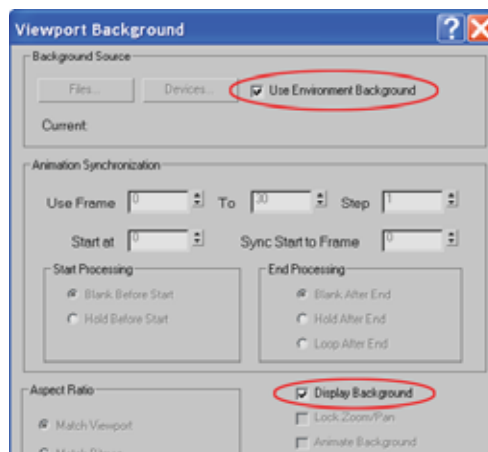 Viewport Background
Background Source
Files... Devices... Use Environment Background
Current:
Animation Synchronization
Use Frame 0 To 30 Step 1
Start at 0 Sync Start to Frame 0
Start Processing End Processing
Blank Before Start Blank After End
Hold Before Start Hold After End
Loop After End
Aspect Ratio Display Background
Match Viewport Lock Zoom/Pan
Animate Background
Match Bitmap